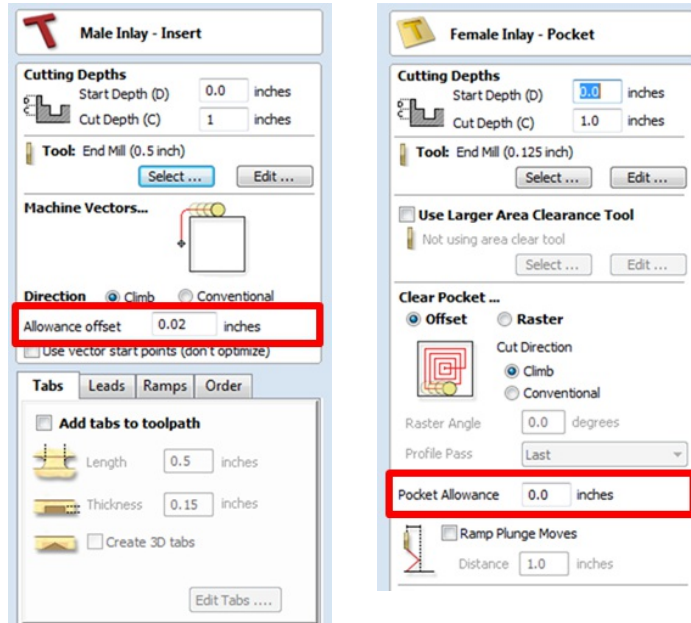 Male Inlay - Insert
Cutting Depths
Start Depth (D) 0.0 inches
Cut Depth (C) 1 inches
Tool: End Mill (0.5 inch)
Select ... Edit ...
Machine Vectors...
Direction Climb Conventional
Allowance offset 0.02 inches
Use vector start points (don't optimize)
Tabs Leads Ramps Order
Add tabs to toolpath
Length 0.5 inches
Thickness 0.15 inches
Create 3D tabs
Edit Tabs ....
Female Inlay - Pocket
Cutting Depths
Start Depth (D) 0.0 inches
Cut Depth (C) 1.0 inches
Tool: End Mill (0.125 inch)
Select ... Edit ...
Use Larger Area Clearance Tool
Not using area clear tool
Select ... Edit ...
Clear Pocket ...
Offset Raster
Cut Direction
Climb
Conventional
Raster Angle 0.0 degrees
Profile Pass Last
Pocket Allowance 0.0 inches
Ramp Plunge Moves
Distance 1.0 inches